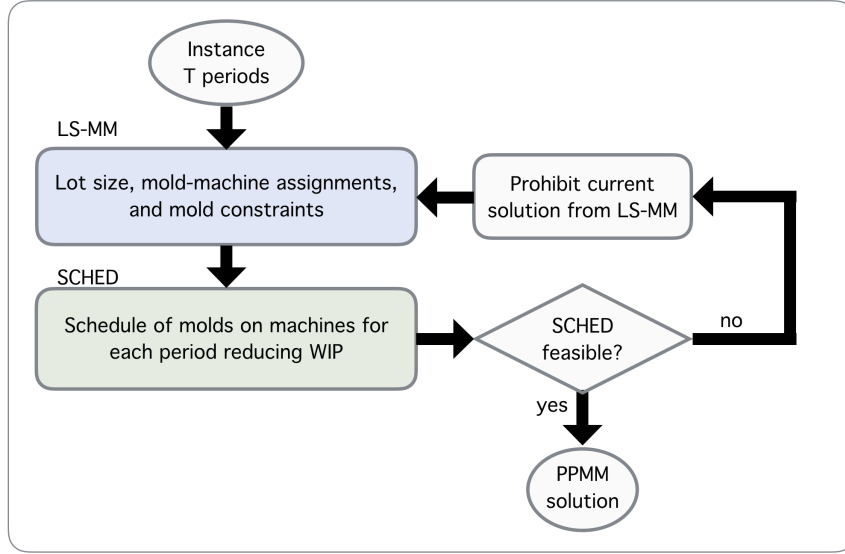 Instance
T periods
LS-MM
Lot size, mold-machine assignments,
and mold constraints
Prohibit current
solution from LS-MM
SCHED
Schedule of molds on machines for
each period reducing WIP
SCHED
feasible?
no
yes
PPMM
solution